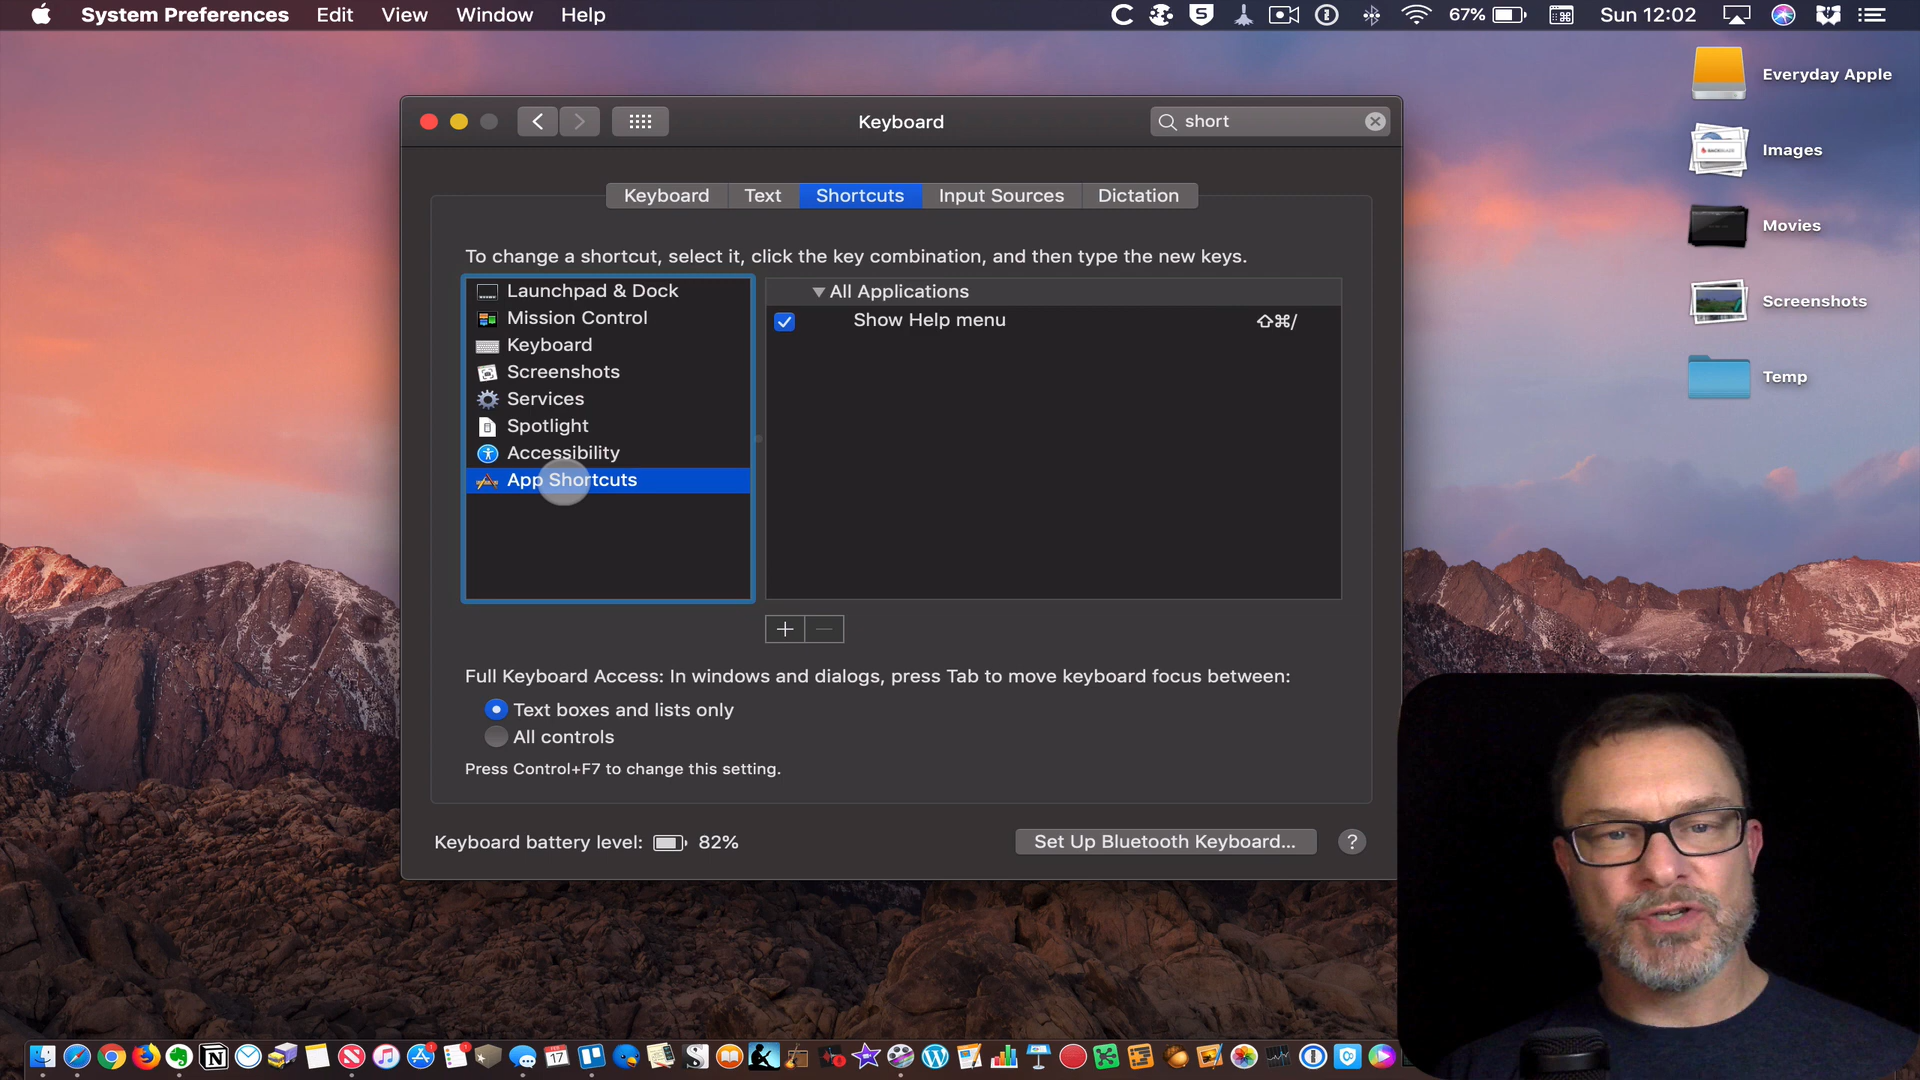 System Preferences Edit View Window Help 67% Sun 12:02
Everyday Apple
Images
Movies
Screenshots
Temp
Keyboard
short
Keyboard Text Shortcuts Input Sources Dictation
To change a shortcut, select it, click the key combination, and then type the new keys.
Launchpad & Dock
Mission Control
Keyboard
Screenshots
Services
Spotlight
Accessibility
App Shortcuts
All Applications
Show Help menu ⇧⌘/
Full Keyboard Access: In windows and dialogs, press Tab to move keyboard focus between:
Text boxes and lists only
All controls
Press Control+F7 to change this setting.
Keyboard battery level: 82%
Set Up Bluetooth Keyboard... ?
17